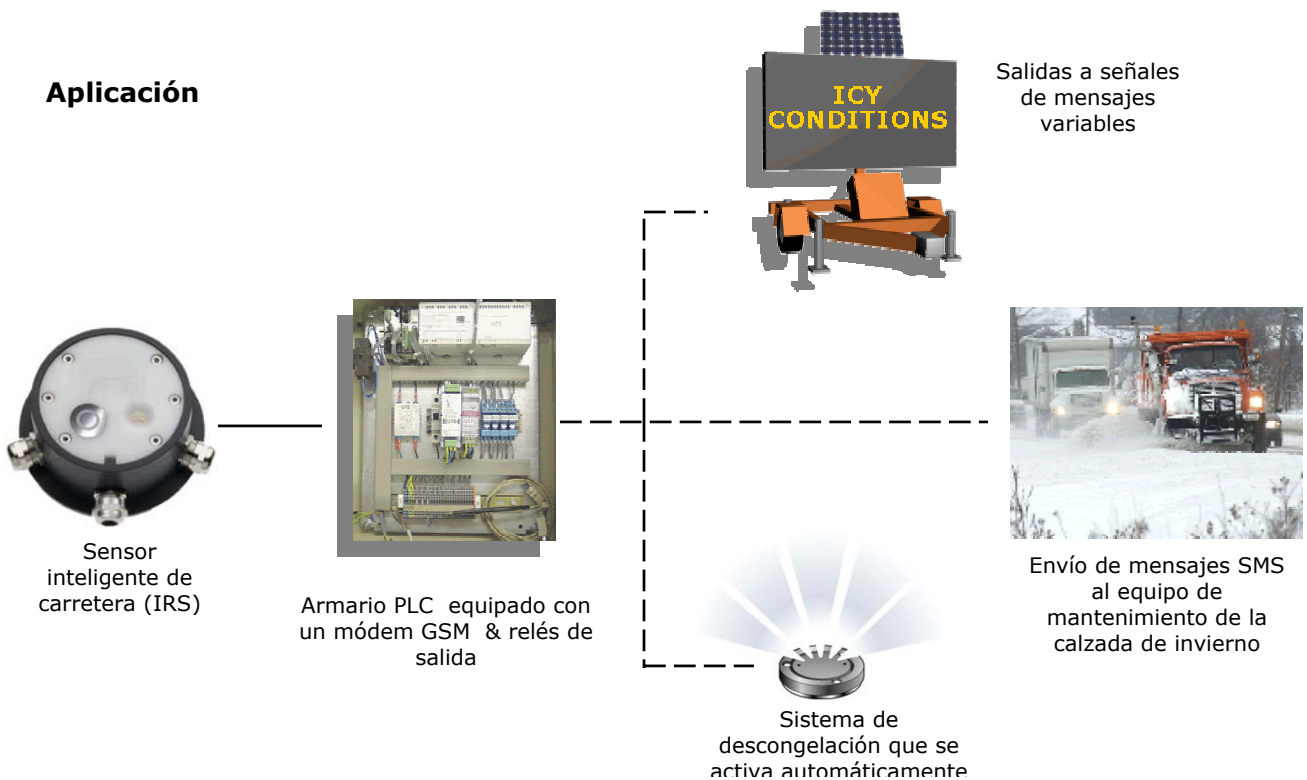 Aplicación
ICY
CONDITIONS
Salidas a señales
de mensajes
variables
Sensor
inteligente de
carretera (IRS)
Armario PLC equipado con
un módem GSM & relés de
salida
Envío de mensajes SMS
al equipo de
mantenimiento de la
calzada de invierno
Sistema de
descongelación que se
activa automáticamente